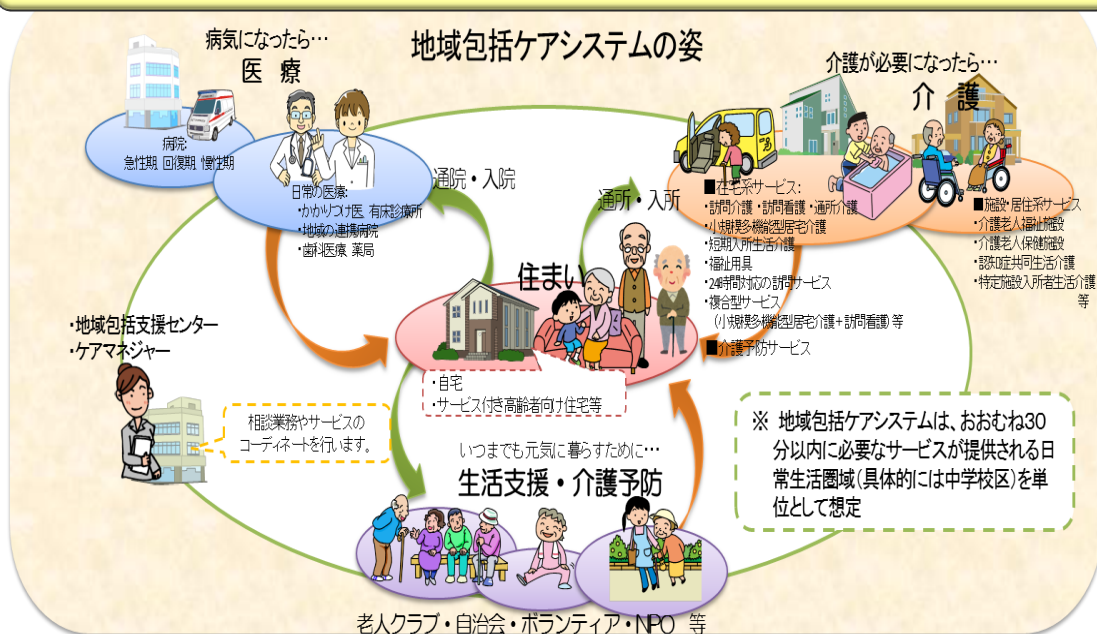 地域包括ケアシステムの姿
病気になったら…
医 療
病院:
急性期 回復期 慢性期
日常の医療:
・かかりつけ医 有床診療所
・地域の連携病院
・歯科医療 薬局
通院・入院
通所・入所
介護が必要になったら…
介 護
■在宅系サービス:
・訪問介護 ・訪問看護 ・通所介護
・小規模多機能型居宅介護
・短期入所生活介護
・福祉用具
・24時間対応の訪問サービス
・複合型サービス
(小規模多機能型居宅介護+訪問看護) 等
■介護予防サービス
■施設・居住系サービス
・介護老人福祉施設
・介護老人保健施設
・認知症共同生活介護
・特定施設入所者生活介護
等
住まい
・自宅
・サービス付き高齢者向け住宅等
・地域包括支援センター
・ケアマネジャー
相談業務やサービスの
コーディネートを行います。
いつまでも元気に暮らすために…
生活支援・介護予防
老人クラブ・自治会・ボランティア・NPO 等
※ 地域包括ケアシステムは、おおむね30
分以内に必要なサービスが提供される日
常生活圏域(具体的には中学校区)を単
位として想定